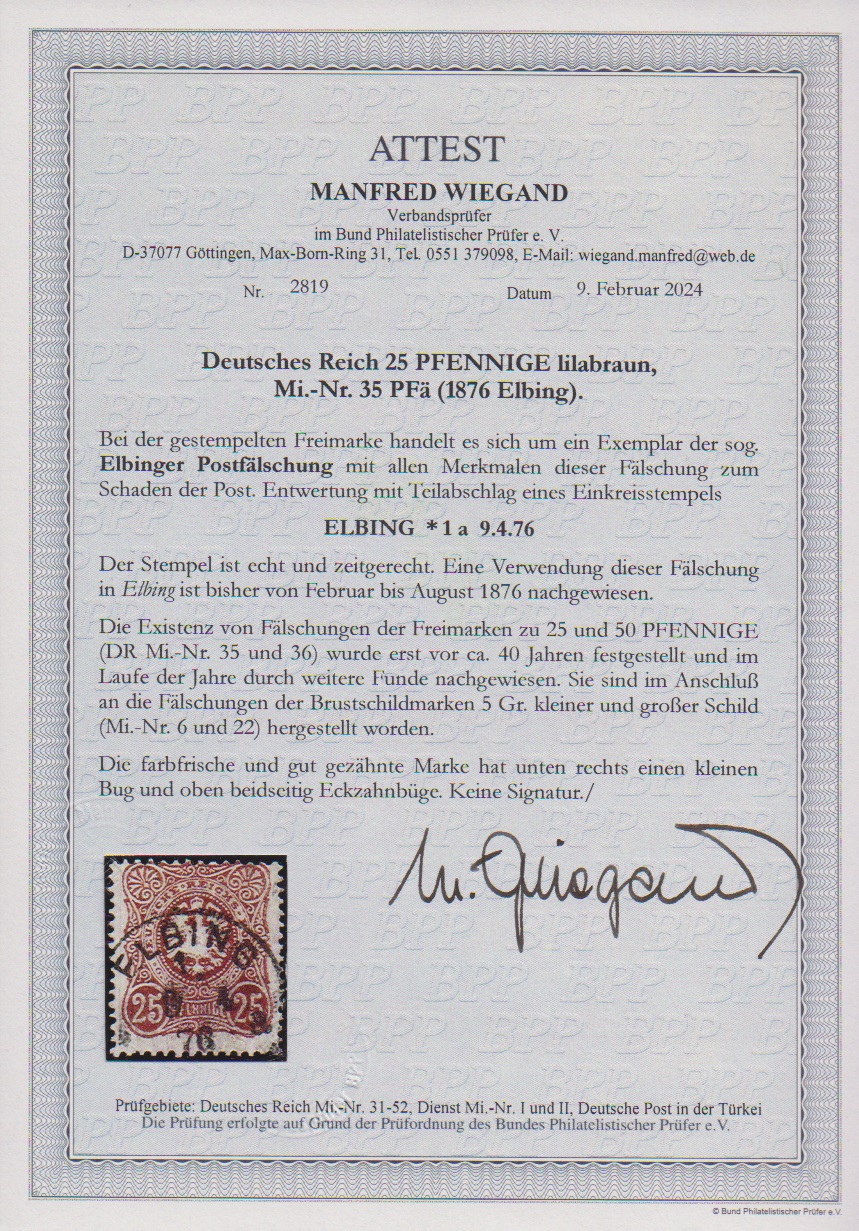 ATTEST
MANFRED WIEGAND
Verbandsprüfer
im Bund Philatelistischer Prüfer e. V.
D-37077 Göttingen, Max-Born-Ring 31, Tel. 0551 379098, E-Mail: wiegand.manfred@web.de
Nr. 2819 Datum 9. Februar 2024
Deutsches Reich 25 PFENNIGE lilabraun,
Mi.-Nr. 35 PFä (1876 Elbing).
Bei der gestempelten Freimarke handelt es sich um ein Exemplar der sog.
Elbinger Postfälschung mit allen Merkmalen dieser Fälschung zum
Schaden der Post. Entwertung mit Teilabschlag eines Einkreisstempels
ELBING *1 a 9.4.76
Der Stempel ist echt und zeitgerecht. Eine Verwendung dieser Fälschung
in Elbing ist bisher von Februar bis August 1876 nachgewiesen.
Die Existenz von Fälschungen der Freimarken zu 25 und 50 PFENNIGE
(DR Mi.-Nr. 35 und 36) wurde erst vor ca. 40 Jahren festgestellt und im
Laufe der Jahre durch weitere Funde nachgewiesen. Sie sind im Anschluß
an die Fälschungen der Brustschildmarken 5 Gr. kleiner und großer Schild
(Mi.-Nr. 6 und 22) hergestellt worden.
Die farbfrische und gut gezähnte Marke hat unten rechts einen kleinen
Bug und oben beidseitig Eckzahnbüge. Keine Signatur./
M. Wiegand
ELBING
9 4
25 PFENNIGE 25
76
Prüfgebiete: Deutsches Reich Mi.-Nr. 31-52, Dienst Mi.-Nr. I und II, Deutsche Post in der Türkei
Die Prüfung erfolgte auf Grund der Prüfordnung des Bundes Philatelistischer Prüfer e.V.
© Bund Philatelistischer Prüfer e.V.